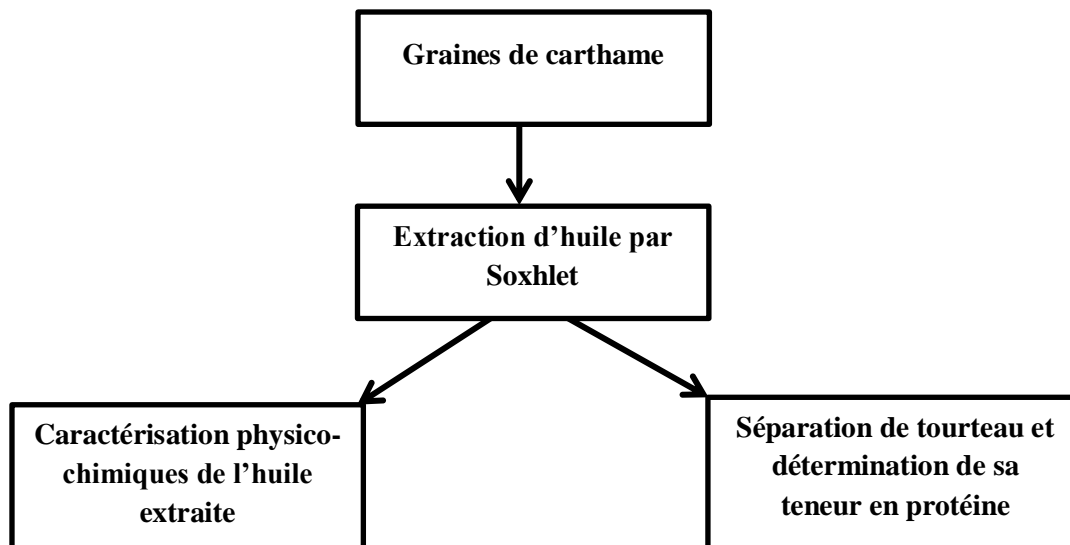 Graines de carthame
Extraction d’huile par
Soxhlet
Caractérisation physico-
chimiques de l’huile
extraite
Séparation de tourteau et
détermination de sa
teneur en protéine